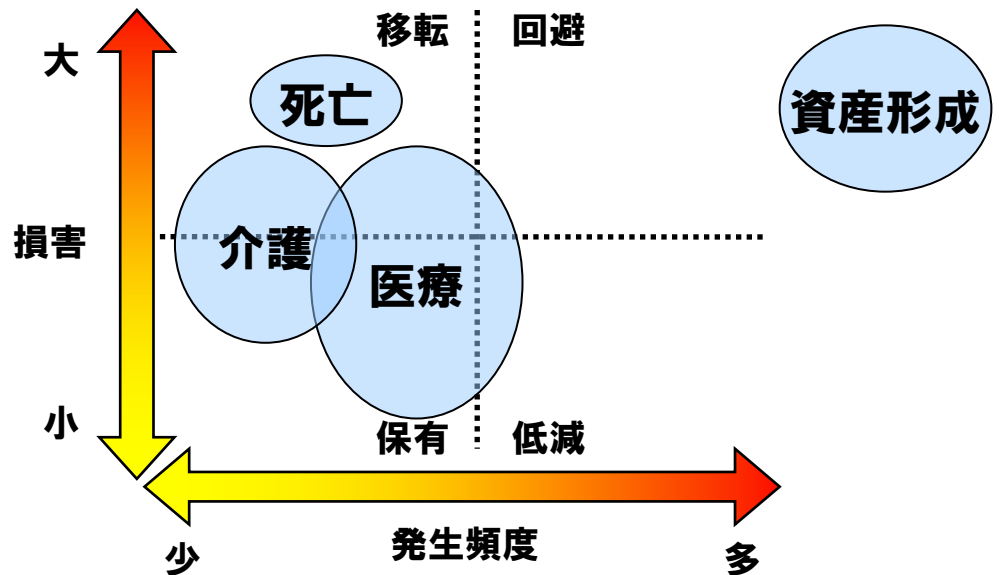 移転
回避
大
死亡
資産形成
損害
介護
医療
小
保有
低減
発生頻度
少
多